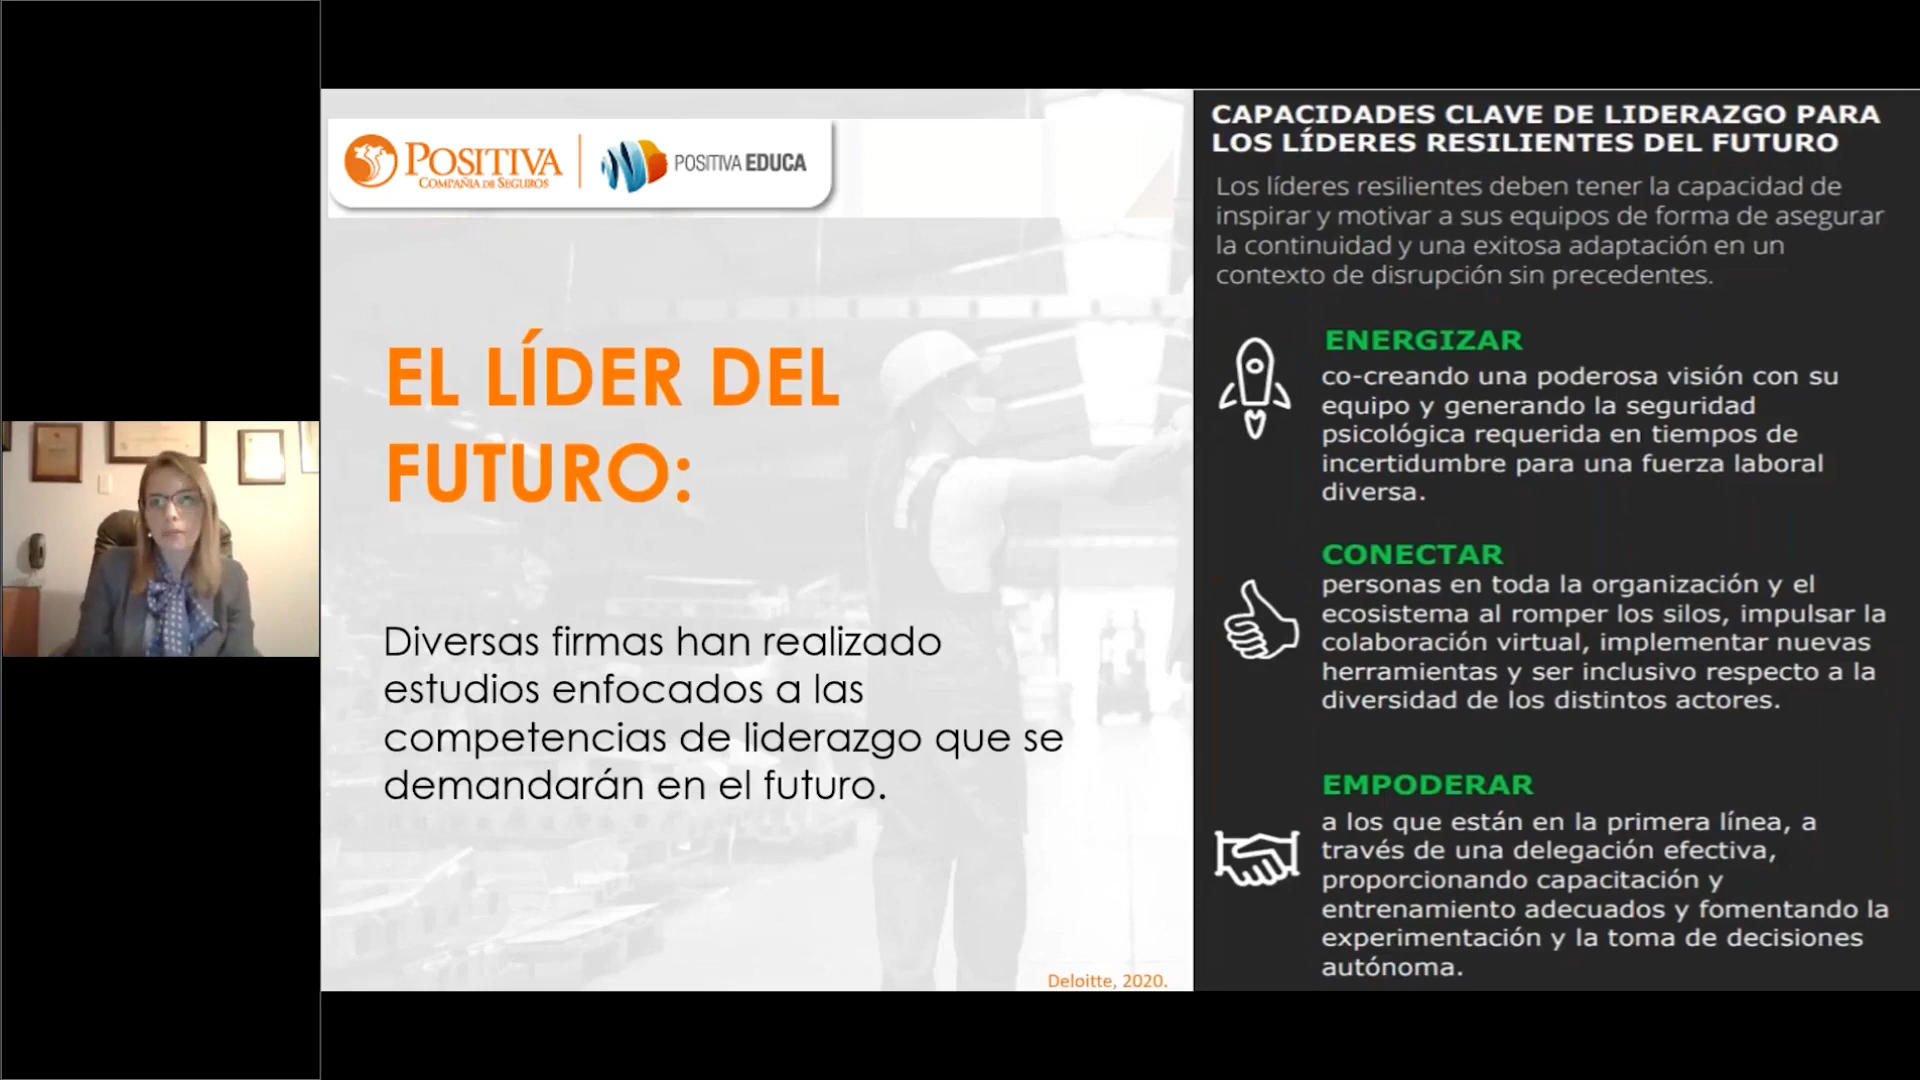 POSITIVA
COMPAÑIA DE SEGUROS
POSITIVA EDUCA
EL LÍDER DEL
FUTURO:
Diversas firmas han realizado
estudios enfocados a las
competencias de liderazgo que se
demandarán en el futuro.
Deloitte, 2020.
CAPACIDADES CLAVE DE LIDERAZGO PARA
LOS LÍDERES RESILIENTES DEL FUTURO
Los líderes resilientes deben tener la capacidad de
inspirar y motivar a sus equipos de forma de asegurar
la continuidad y una exitosa adaptación en un
contexto de disrupción sin precedentes.
ENERGIZAR
co-creando una poderosa visión con su
equipo y generando la seguridad
psicológica requerida en tiempos de
incertidumbre para una fuerza laboral
diversa.
CONECTAR
personas en toda la organización y el
ecosistema al romper los silos, impulsar la
colaboración virtual, implementar nuevas
herramientas y ser inclusivo respecto a la
diversidad de los distintos actores.
EMPODERAR
a los que están en la primera línea, a
través de una delegación efectiva,
proporcionando capacitación y
entrenamiento adecuados y fomentando la
experimentación y la toma de decisiones
autónoma.